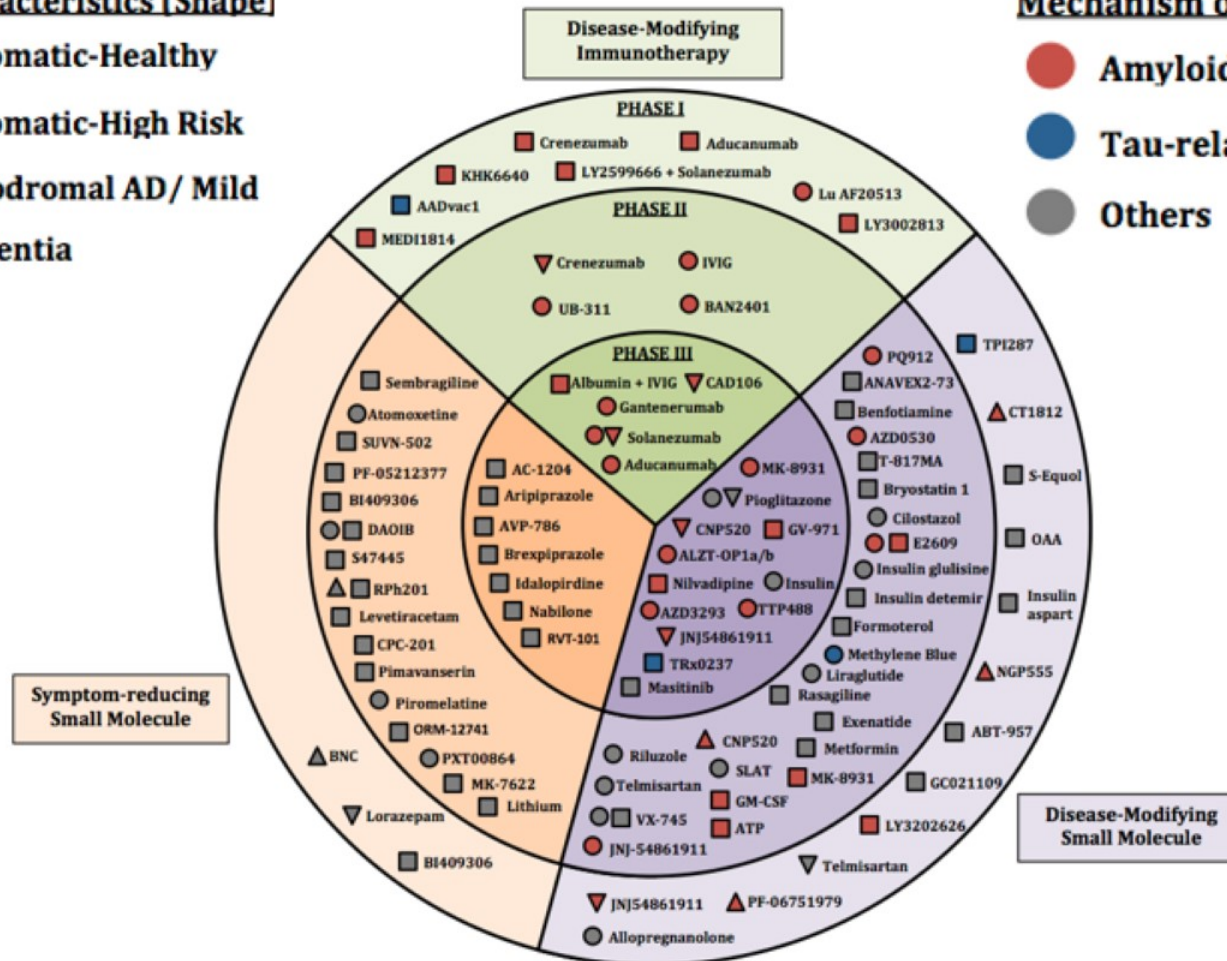 acteristics [Shape]
omatic-Healthy
omatic-High Risk
odromal AD/ Mild
entia
Disease-Modifying
Immunotherapy
Mechanism o
Amyloid
Tau-rela
Others
PHASE I
Crenezumab
Aducanumab
KHK6640
LY2599666 + Solanezumab
AADvac1
Lu AF20513
MEDI1814
LY3002813
PHASE II
Crenezumab
IVIG
UB-311
BAN2401
PHASE III
Albumin + IVIG
CAD106
Gantenerumab
Solanezumab
Aducanumab
Sembragiline
Atomoxetine
SUVN-502
PF-05212377
BI409306
DAOIB
S47445
RPh201
Levetiracetam
CPC-201
Pimavanserin
Piromelatine
ORM-12741
PXT00864
MK-7622
Lithium
AC-1204
Aripiprazole
AVP-786
Brexpiprazole
Idalopirdine
Nabilone
RVT-101
Symptom-reducing
Small Molecule
BNC
Lorazepam
BI409306
MK-8931
Pioglitazone
CNP520
GV-971
ALZT-OP1a/b
Nilvadipine
Insulin
AZD3293
TTP488
JNJ54861911
TRx0237
Masitinib
PQ912
ANAVEX2-73
Benfotiamine
AZD0530
T-817MA
Bryostatin 1
Cilostazol
E2609
Insulin glulisine
Insulin detemir
Formoterol
Methylene Blue
Liraglutide
Rasagiline
Exenatide
Metformin
MK-8931
Riluzole
CNP520
SLAT
Telmisartan
GM-CSF
VX-745
ATP
JNJ-54861911
TPI287
CT1812
S-Equol
OAA
Insulin
aspart
NGP555
ABT-957
GC021109
LY3202626
Telmisartan
JNJ54861911
PF-06751979
Allopregnanolone
Disease-Modifying
Small Molecule